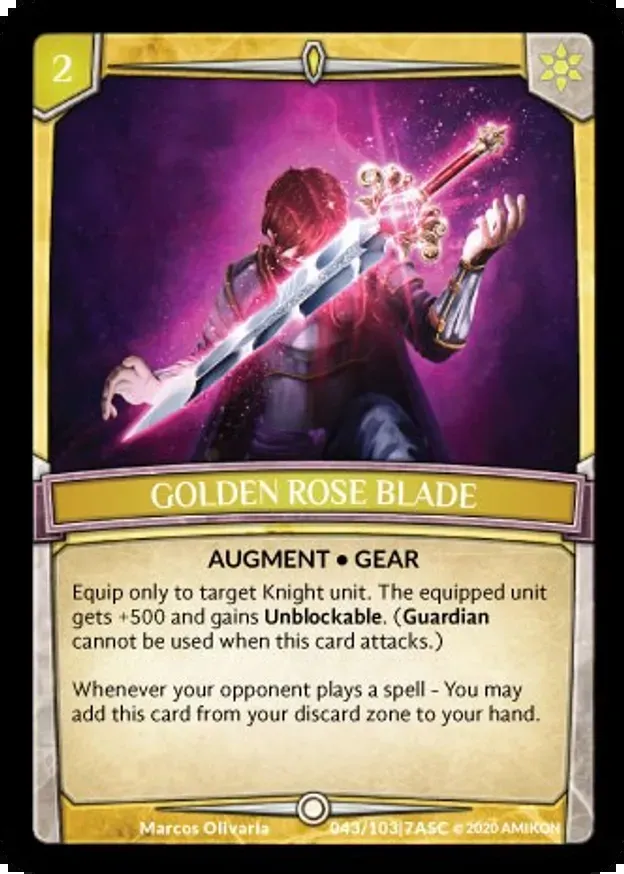 2
GOLDEN ROSE BLADE
AUGMENT • GEAR
Equip only to target Knight unit. The equipped unit
gets +500 and gains Unblockable. (Guardian
cannot be used when this card attacks.)
Whenever your opponent plays a spell - You may
add this card from your discard zone to your hand.
Marcos Olivaria 043/103|7ASC © 2020 AMIKON